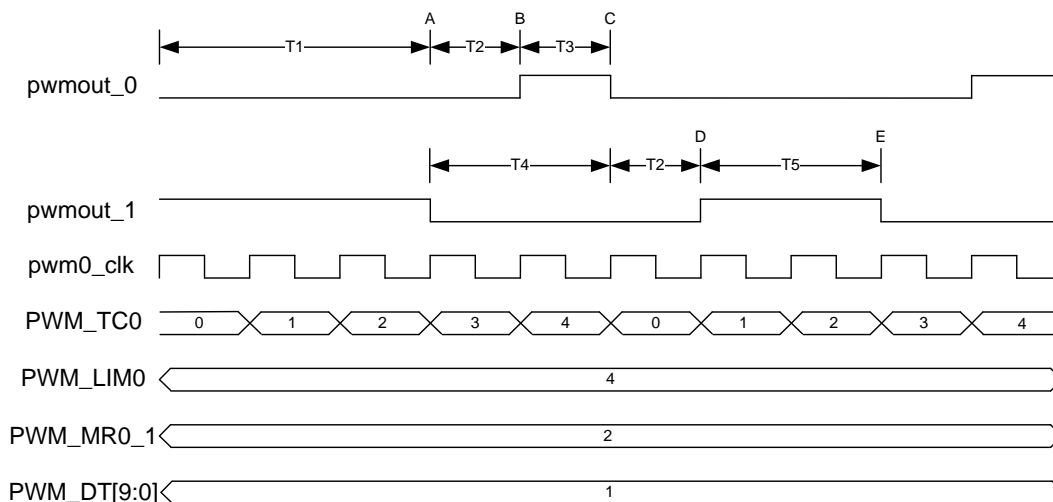 A B C
T1 T2 T3
pwmout_0
D E
T4 T2 T5
pwmout_1
pwm0_clk
PWM_TC0 0 1 2 3 4 0 1 2 3 4
PWM_LIM0 4
PWM_MR0_1 2
PWM_DT[9:0] 1